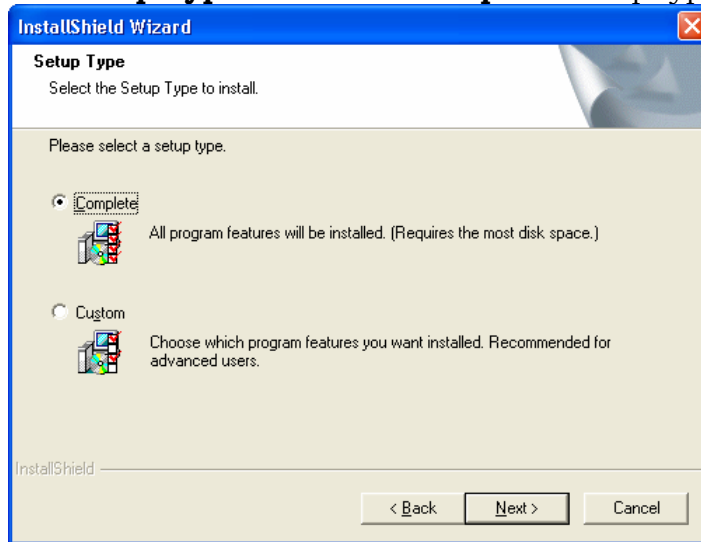 InstallShield Wizard
Setup Type
Select the Setup Type to install.
Please select a setup type.
Complete
All program features will be installed. (Requires the most disk space.)
Custom
Choose which program features you want installed. Recommended for
advanced users.
InstallShield
< Back Next > Cancel